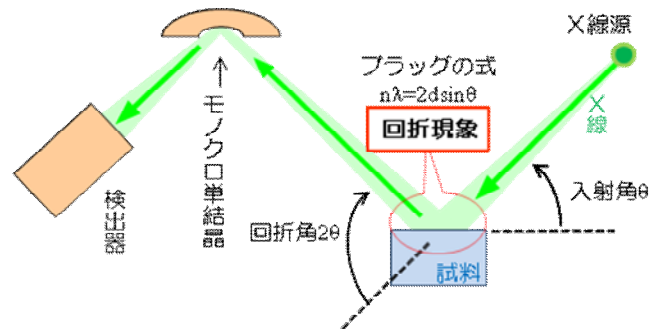 X線源
ブラッグの式
nλ=2dsinθ
回折現象
X線
入射角θ
モノクロ単結晶
検出器
回折角2θ
試料